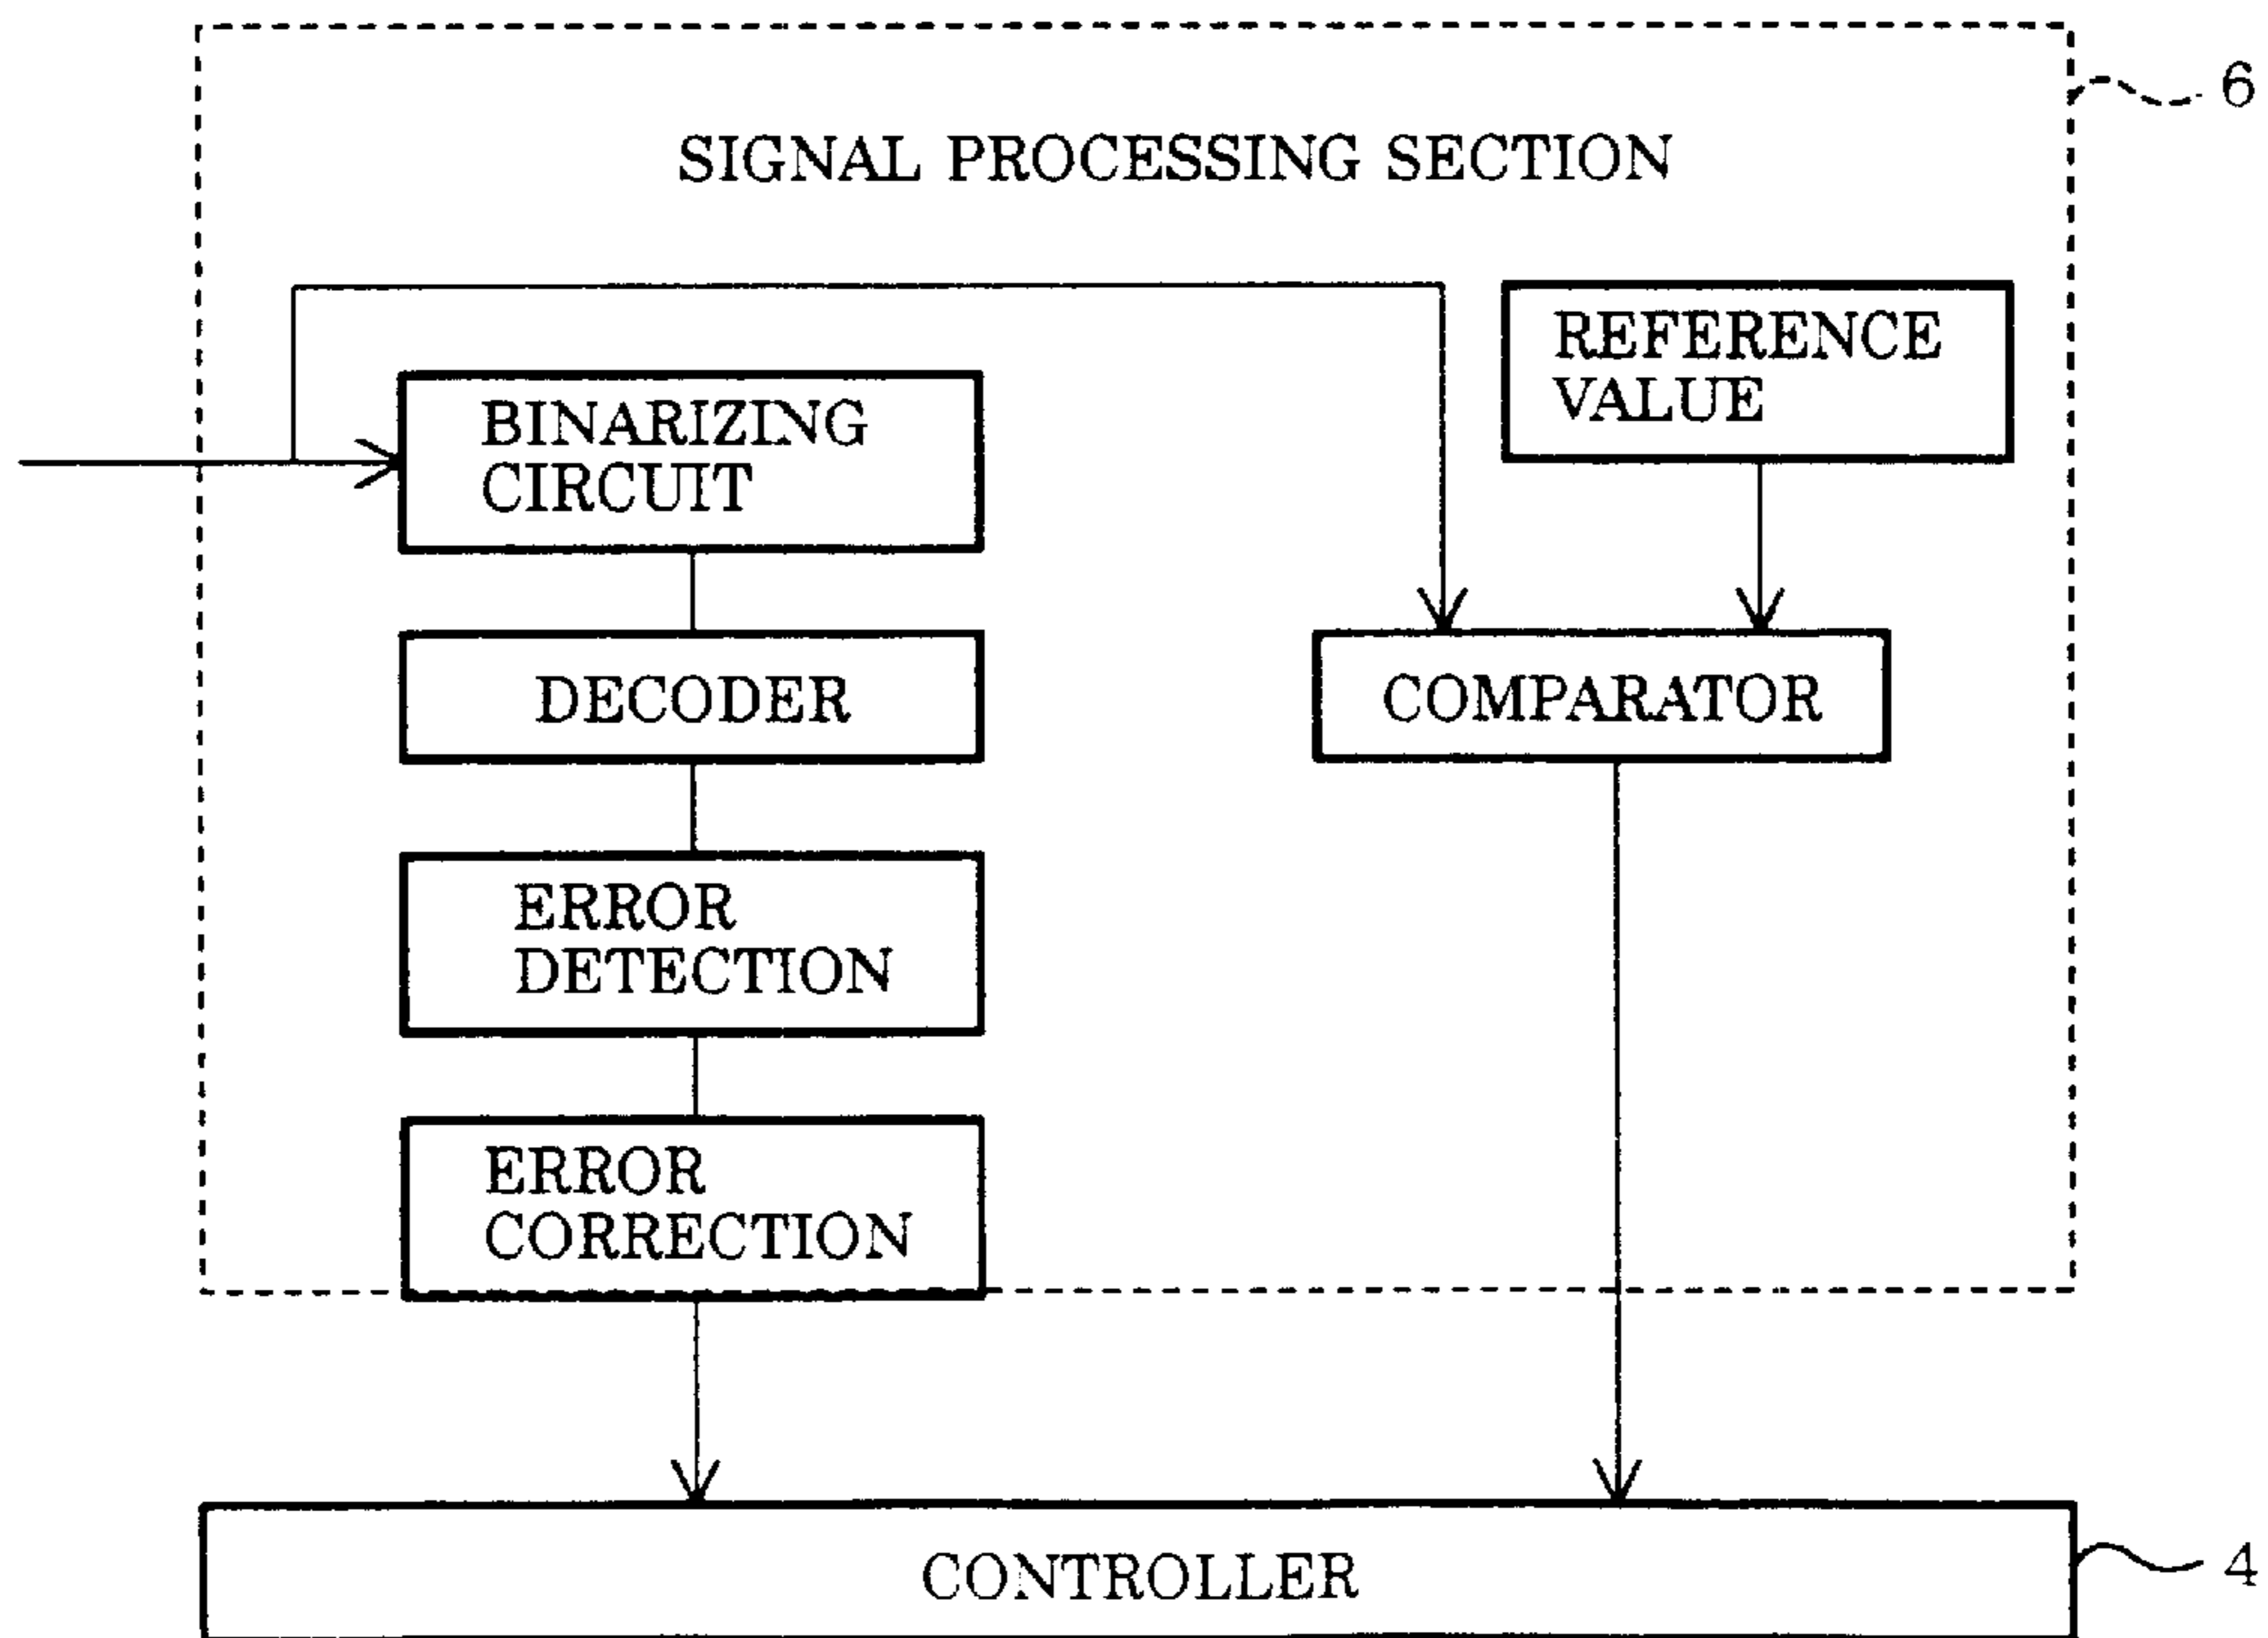 6
SIGNAL PROCESSING SECTION
REFERENCE
VALUE
BINARIZING
CIRCUIT
DECODER
COMPARATOR
ERROR
DETECTION
ERROR
CORRECTION
CONTROLLER
4